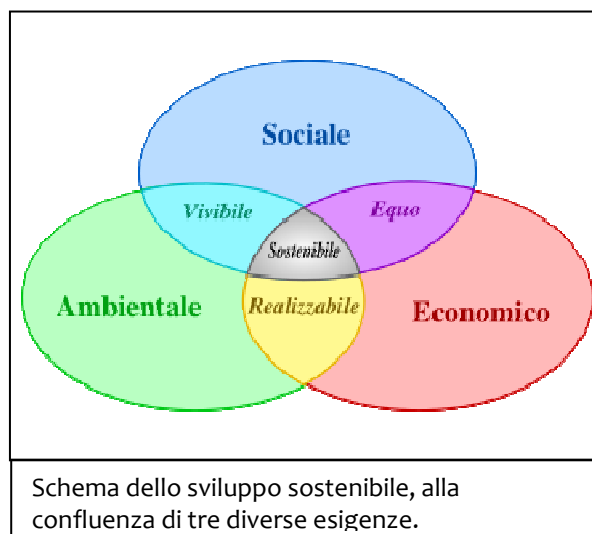 Sociale
Vivibile
Equo
Sostenibile
Ambientale
Realizzabile
Economico
Schema dello sviluppo sostenibile, alla
confluenza di tre diverse esigenze.